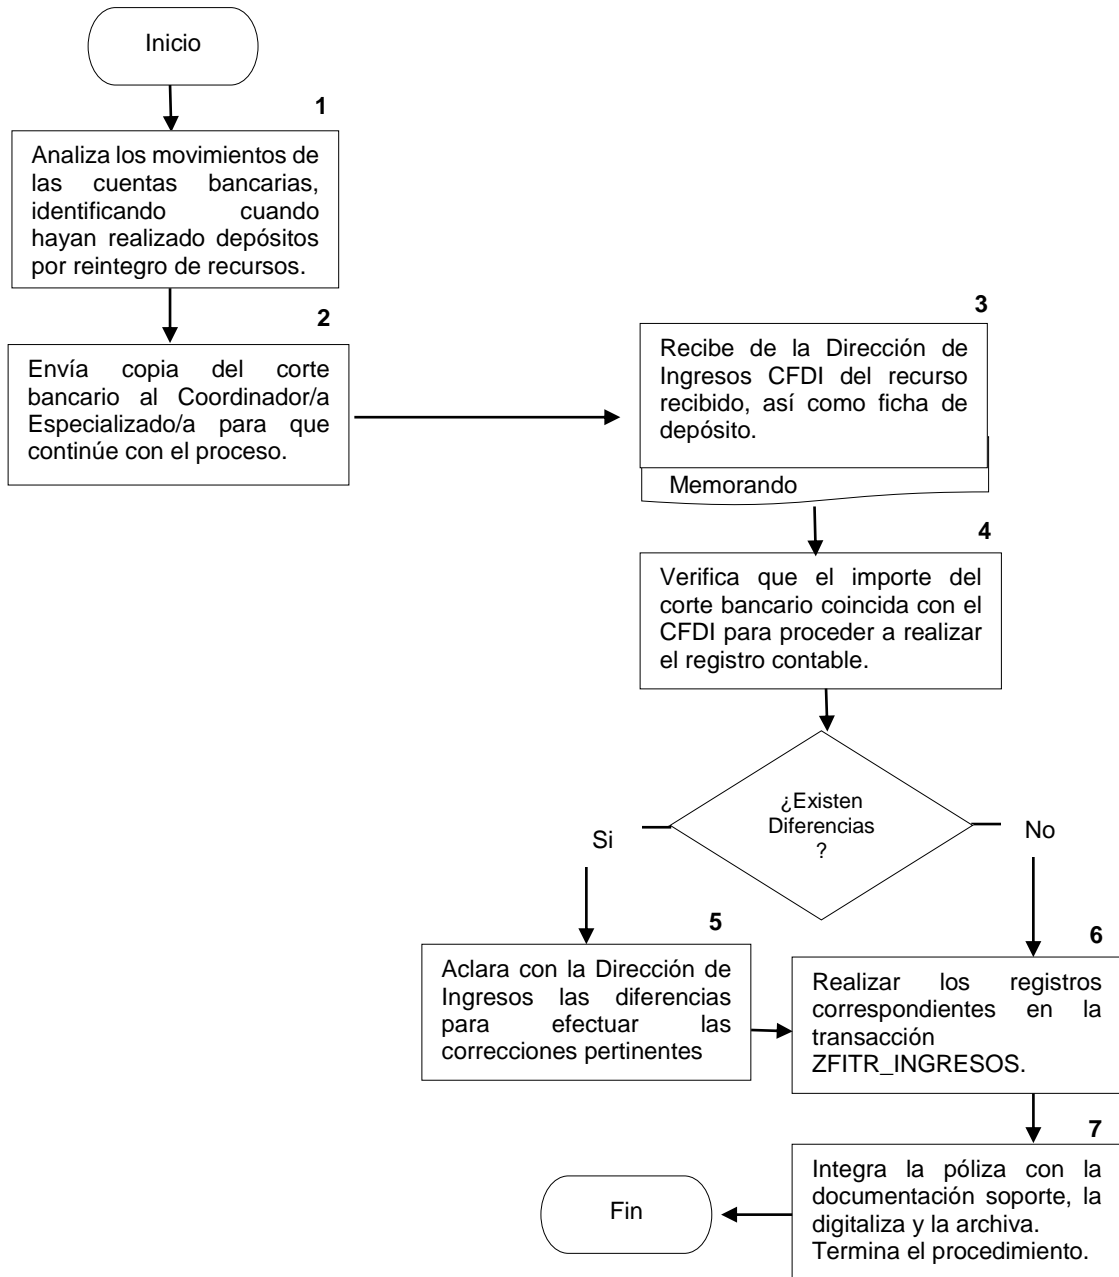 Inicio
1
Analiza los movimientos de
las cuentas bancarias,
identificando cuando
hayan realizado depósitos
por reintegro de recursos.
2
Envía copia del corte
bancario al Coordinador/a
Especializado/a para que
continúe con el proceso.
3
Recibe de la Dirección de
Ingresos CFDI del recurso
recibido, así como ficha de
depósito.
Memorando
4
Verifica que el importe del
corte bancario coincida con el
CFDI para proceder a realizar
el registro contable.
¿Existen
Diferencias
?
Si
No
5
Aclara con la Dirección de
Ingresos las diferencias
para efectuar las
correcciones pertinentes
6
Realizar los registros
correspondientes en la
transacción
ZFITR_INGRESOS.
7
Integra la póliza con la
documentación soporte, la
digitaliza y la archiva.
Termina el procedimiento.
Fin